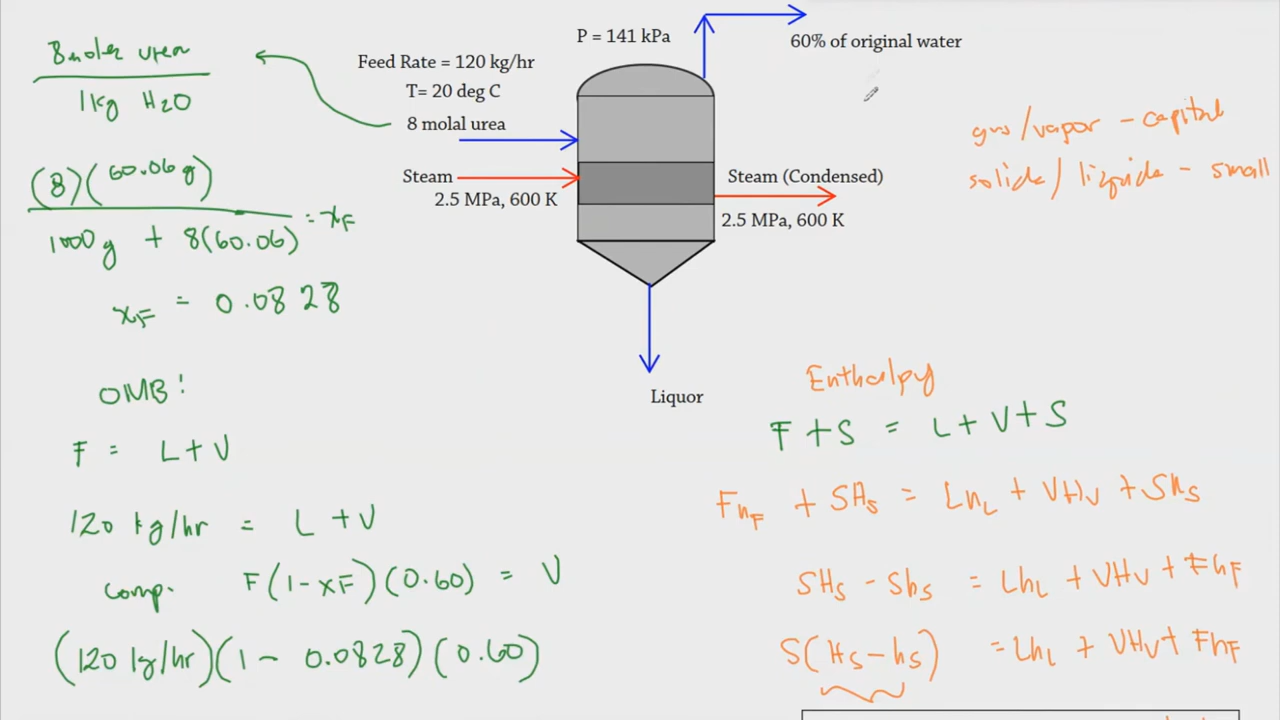 8 moles urea
1 kg H2O
(8)(60.06 g)
1000g + 8(60.06) = xF
xF = 0.0828
OMB!
F = L + V
120 kg/hr = L + V
comp. F(1-xF)(0.60) = V
(120 kg/hr)(1 - 0.0828)(0.60)
P = 141 kPa
60% of original water
Feed Rate = 120 kg/hr
T= 20 deg C
8 molal urea
Steam
2.5 MPa, 600 K
Steam (Condensed)
2.5 MPa, 600 K
Liquor
gas/vapor - capital
solids/liquids - small
Enthalpy
F + S = L + V + S
FhF + SHS = LhL + VHV + ShS
SHS - ShS = LhL + VHV + FhF
S(HS - hS) = LhL + VHV + FhF